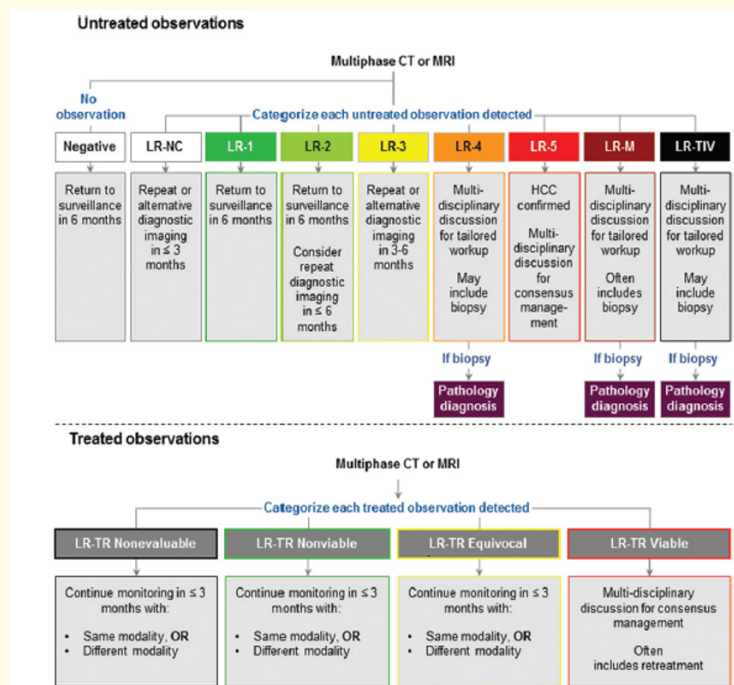 Untreated observations
Multiphase CT or MRI
No
observation
Categorize each untreated observation detected
Negative
LR-NC
LR-1
LR-2
LR-3
LR-4
LR-5
LR-M
LR-TIV
Return to
surveillance
in 6 months
Repeat or
alternative
diagnostic
imaging
in ≤ 3
months
Return to
surveillance
in 6 months
Return to
surveillance
in 6 months
Consider
repeat
diagnostic
imaging
in ≤ 6
months
Repeat or
alternative
diagnostic
imaging
in 3-6
months
Multi-
disciplinary
discussion
for tailored
workup
May
include
biopsy
HCC
confirmed
Multi-
disciplinary
discussion
for
consensus
manage-
ment
Multi-
disciplinary
discussion
for tailored
workup
Often
includes
biopsy
Multi-
disciplinary
discussion
for tailored
workup
May
include
biopsy
If biopsy
If biopsy
If biopsy
Pathology
diagnosis
Pathology
diagnosis
Pathology
diagnosis
Treated observations
Multiphase CT or MRI
Categorize each treated observation detected
LR-TR Nonevaluable
LR-TR Nonviable
LR-TR Equivocal
LR-TR Viable
Continue monitoring in ≤ 3
months with:
• Same modality, OR
• Different modality
Continue monitoring in ≤ 3
months with:
• Same modality, OR
• Different modality
Continue monitoring in ≤ 3
months with:
• Same modality, OR
• Different modality
Multi-disciplinary
discussion for consensus
management
Often
includes retreatment